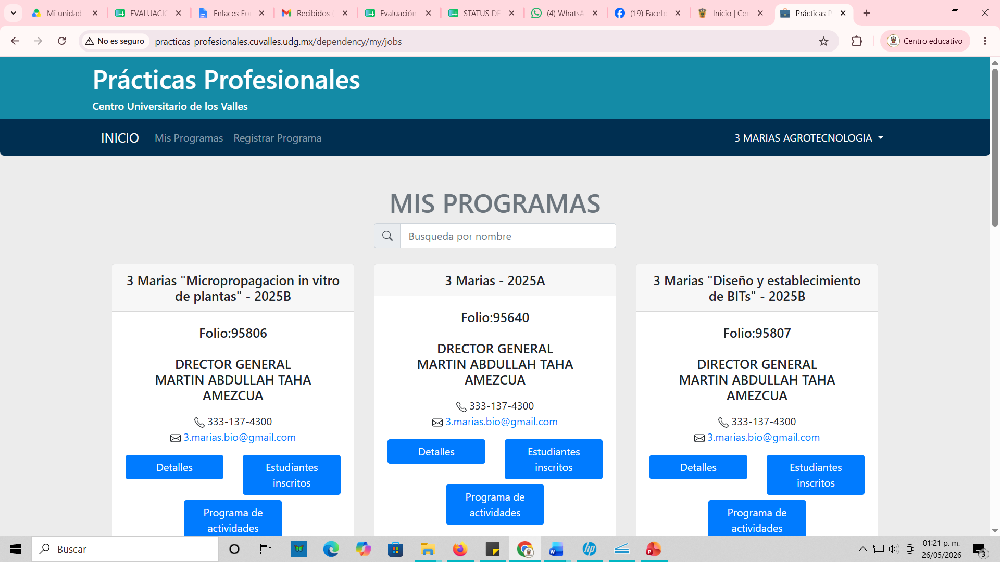 Mi unidad
EVALUACIO
Enlaces Fo
Recibidos
Evaluación
STATUS DE
(4) WhatsA
(19) Faceb
Inicio | Cer
Prácticas P
No es seguro
practicas-profesionales.cuvalles.udg.mx/dependency/my/jobs
Centro educativo
Prácticas Profesionales
Centro Universitario de los Valles
INICIO
Mis Programas
Registrar Programa
3 MARIAS AGROTECNOLOGIA
MIS PROGRAMAS
Busqueda por nombre
3 Marias "Micropropagacion in vitro
de plantas" - 2025B
Folio:95806
DRECTOR GENERAL
MARTIN ABDULLAH TAHA
AMEZCUA
333-137-4300
3.marias.bio@gmail.com
Detalles
Estudiantes
inscritos
Programa de
actividades
3 Marias - 2025A
Folio:95640
DRECTOR GENERAL
MARTIN ABDULLAH TAHA
AMEZCUA
333-137-4300
3.marias.bio@gmail.com
Detalles
Estudiantes
inscritos
Programa de
actividades
3 Marias "Diseño y establecimiento
de BITs" - 2025B
Folio:95807
DIRECTOR GENERAL
MARTIN ABDULLAH TAHA
AMEZCUA
333-137-4300
3.marias.bio@gmail.com
Detalles
Estudiantes
inscritos
Programa de
actividades
Buscar
01:21 p. m.
26/05/2026
3